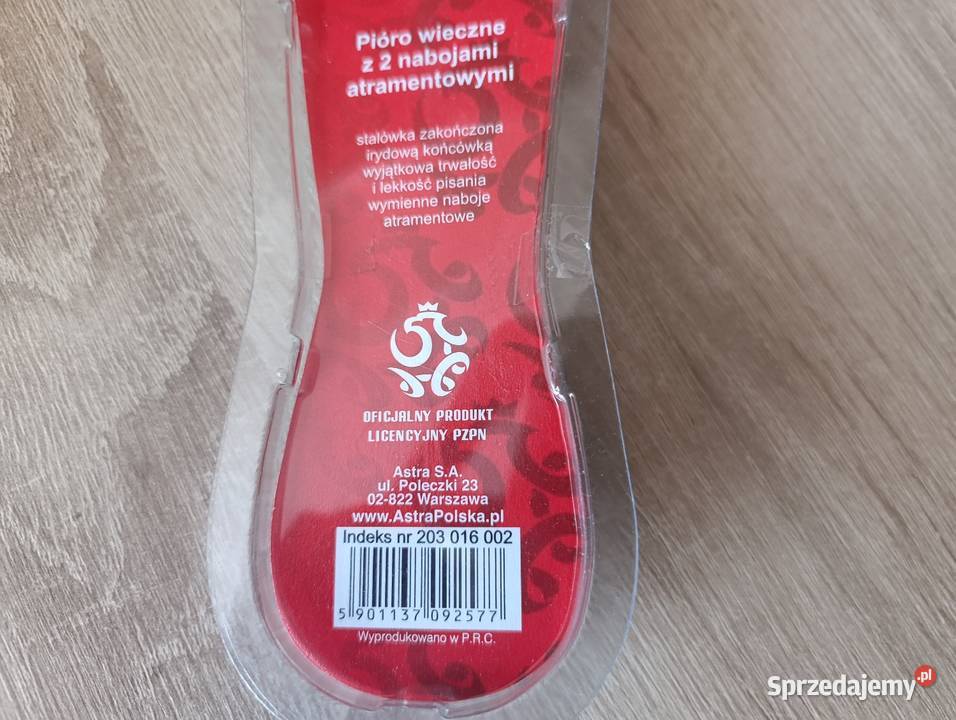 Pióro wieczne
z 2 nabojami
atramentowymi
stalówka zakończona
irydową końcówką
wyjątkowa trwałość
i lekkość pisania
wymienne naboje
atramentowe
OFICJALNY PRODUKT
LICENCYJNY PZPN
Astra S.A.
ul. Poleczki 23
02-822 Warszawa
www.AstraPolska.pl
Indeks nr 203 016 002
5 901137 092577
Wyprodukowano w P.R.C.
Sprzedajemy.pl